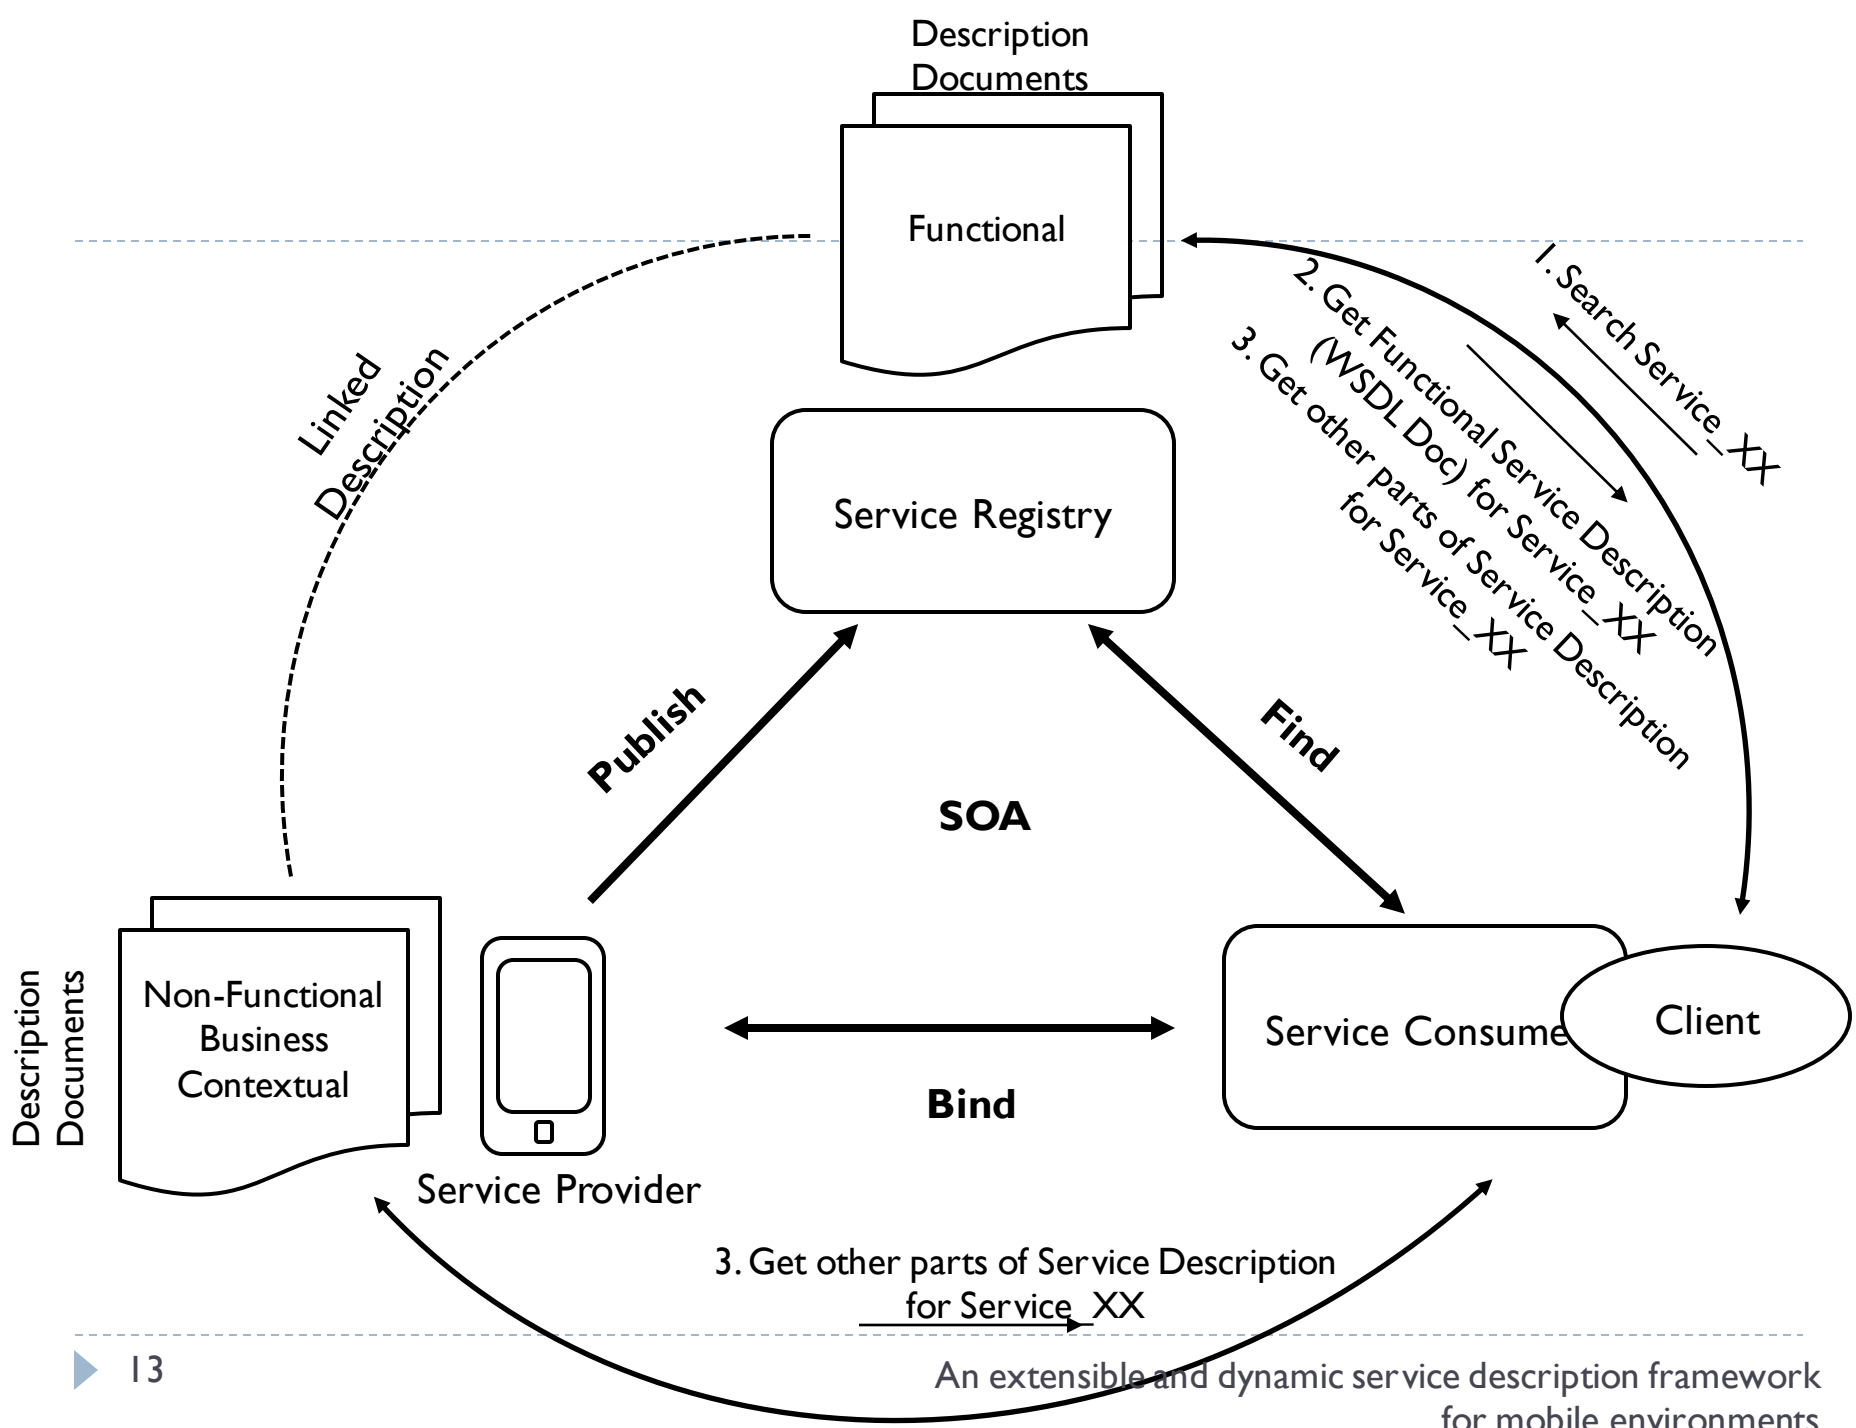 Description
Documents
Functional
1. Search Service_XX
2. Get Functional Service Description
(WSDL Doc) for Service_XX
3. Get other parts of Service Description
for Service_XX
Linked
Description
Service Registry
Publish
Find
SOA
Description
Documents
Non-Functional
Business
Contextual
Service Consume
Client
Bind
Service Provider
3. Get other parts of Service Description
for Service_XX
13
An extensible and dynamic service description framework
for mobile environments